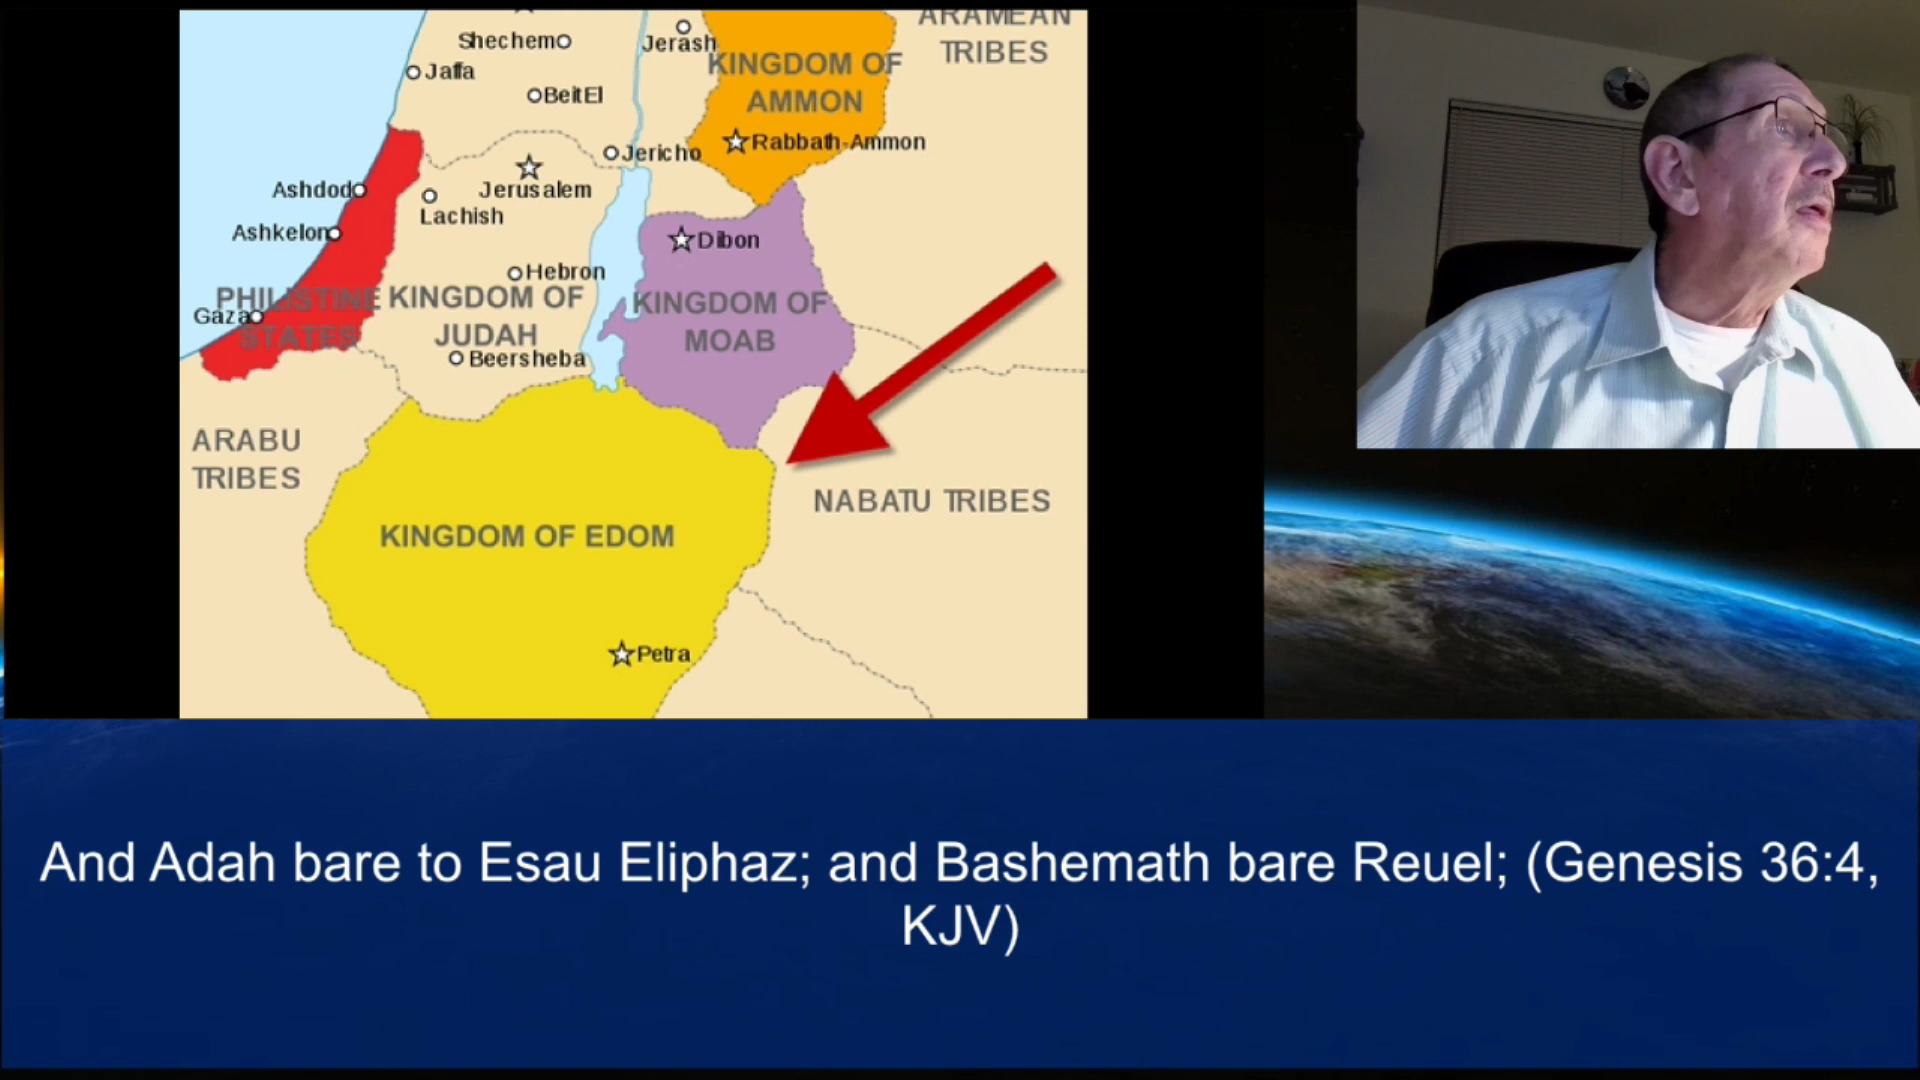 ARAMEAN
TRIBES
Shechem
Jerash
KINGDOM OF
AMMON
Jaffa
BeitEl
Rabbath-Ammon
Jericho
Jerusalem
Ashdod
Lachish
Ashkelon
Dibon
Hebron
PHILISTINE
STATES
Gaza
KINGDOM OF
JUDAH
KINGDOM OF
MOAB
Beersheba
ARABU
TRIBES
NABATU TRIBES
KINGDOM OF EDOM
Petra
And Adah bare to Esau Eliphaz; and Bashemath bare Reuel; (Genesis 36:4,
KJV)